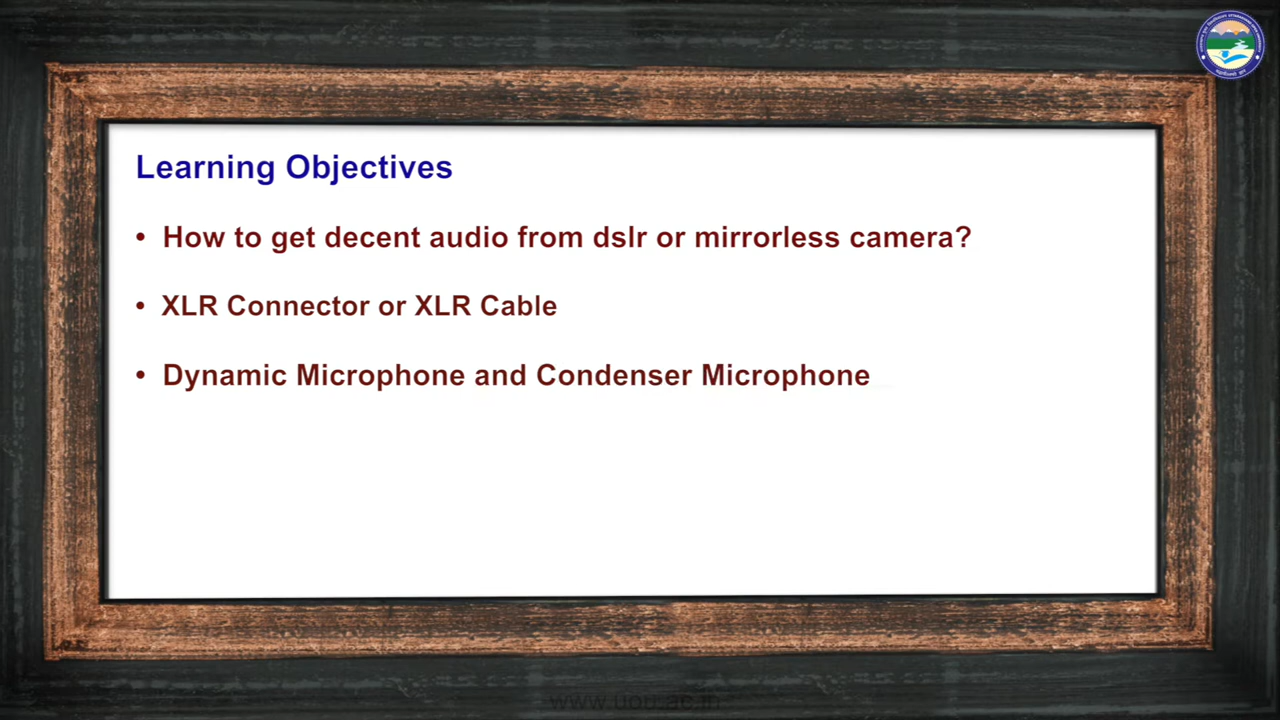 Learning Objectives
• How to get decent audio from dslr or mirrorless camera?
• XLR Connector or XLR Cable
• Dynamic Microphone and Condenser Microphone
www.uou.ac.in